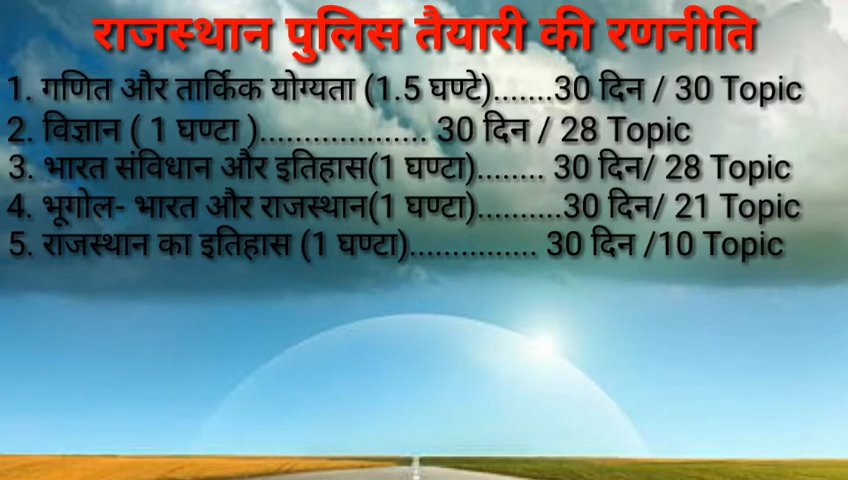 राजस्थान पुलिस तैयारी की रणनीति
1. गणित और तार्किक योग्यता (1.5 घण्टे).......30 दिन / 30 Topic
2. विज्ञान ( 1 घण्टा )................... 30 दिन / 28 Topic
3. भारत संविधान और इतिहास(1 घण्टा)........ 30 दिन/ 28 Topic
4. भूगोल- भारत और राजस्थान(1 घण्टा)..........30 दिन/ 21 Topic
5. राजस्थान का इतिहास (1 घण्टा)............... 30 दिन /10 Topic